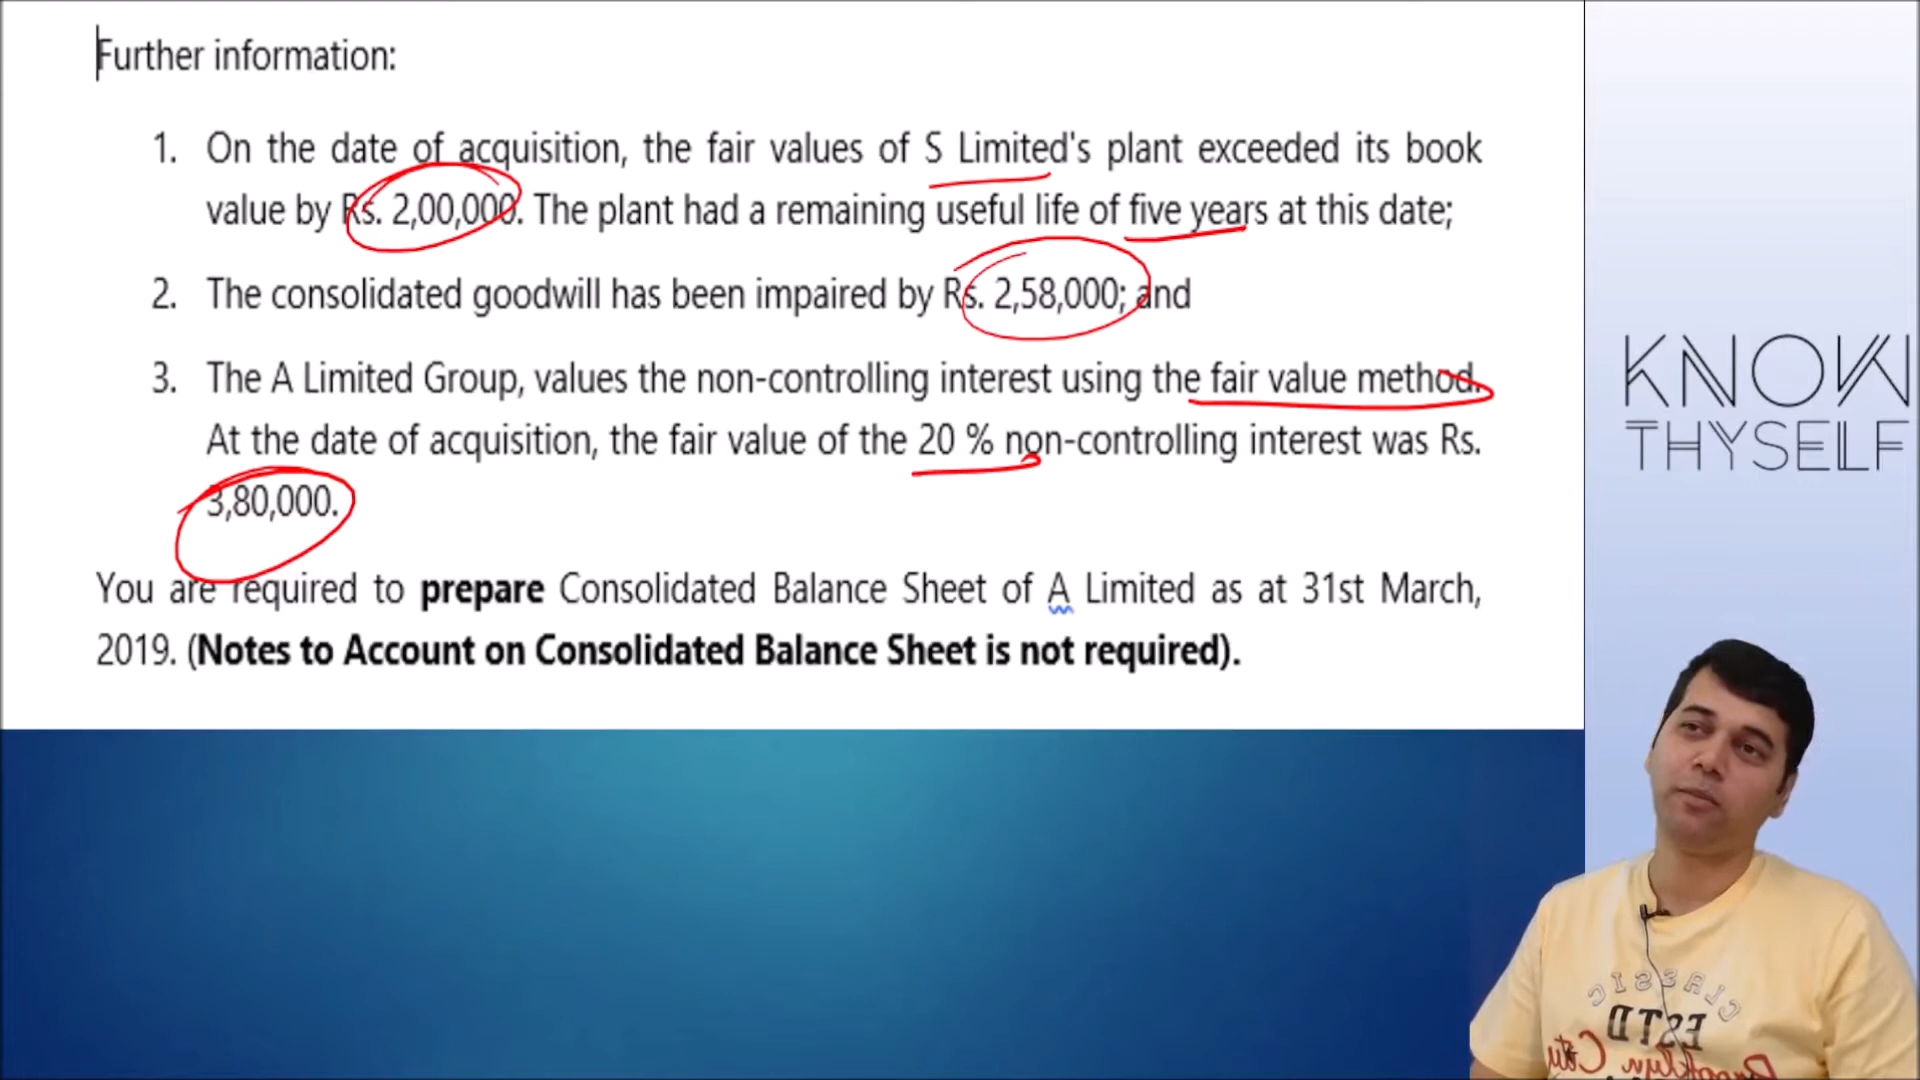 Further information:
1. On the date of acquisition, the fair values of S Limited's plant exceeded its book
value by Rs. 2,00,000. The plant had a remaining useful life of five years at this date;
2. The consolidated goodwill has been impaired by Rs. 2,58,000; and
3. The A Limited Group, values the non-controlling interest using the fair value method.
At the date of acquisition, the fair value of the 20 % non-controlling interest was Rs.
3,80,000.
You are required to prepare Consolidated Balance Sheet of A Limited as at 31st March,
2019. (Notes to Account on Consolidated Balance Sheet is not required).
KNOW
THYSELF
CLASSIC
ESTD
Brooklyn City